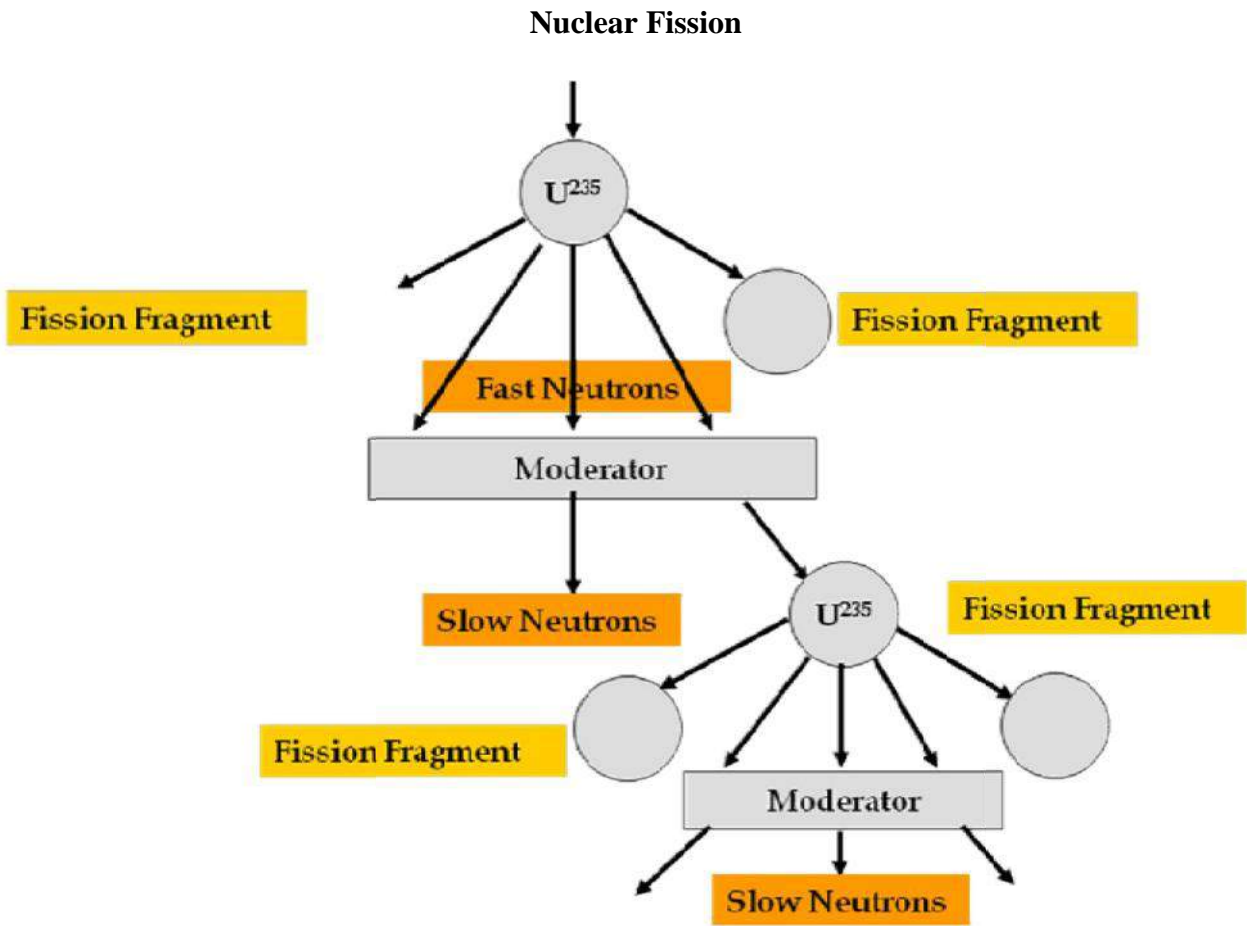 Nuclear Fission
U²³⁵
Fission Fragment
Fission Fragment
Fast Neutrons
Moderator
Slow Neutrons
U²³⁵
Fission Fragment
Fission Fragment
Moderator
Slow Neutrons